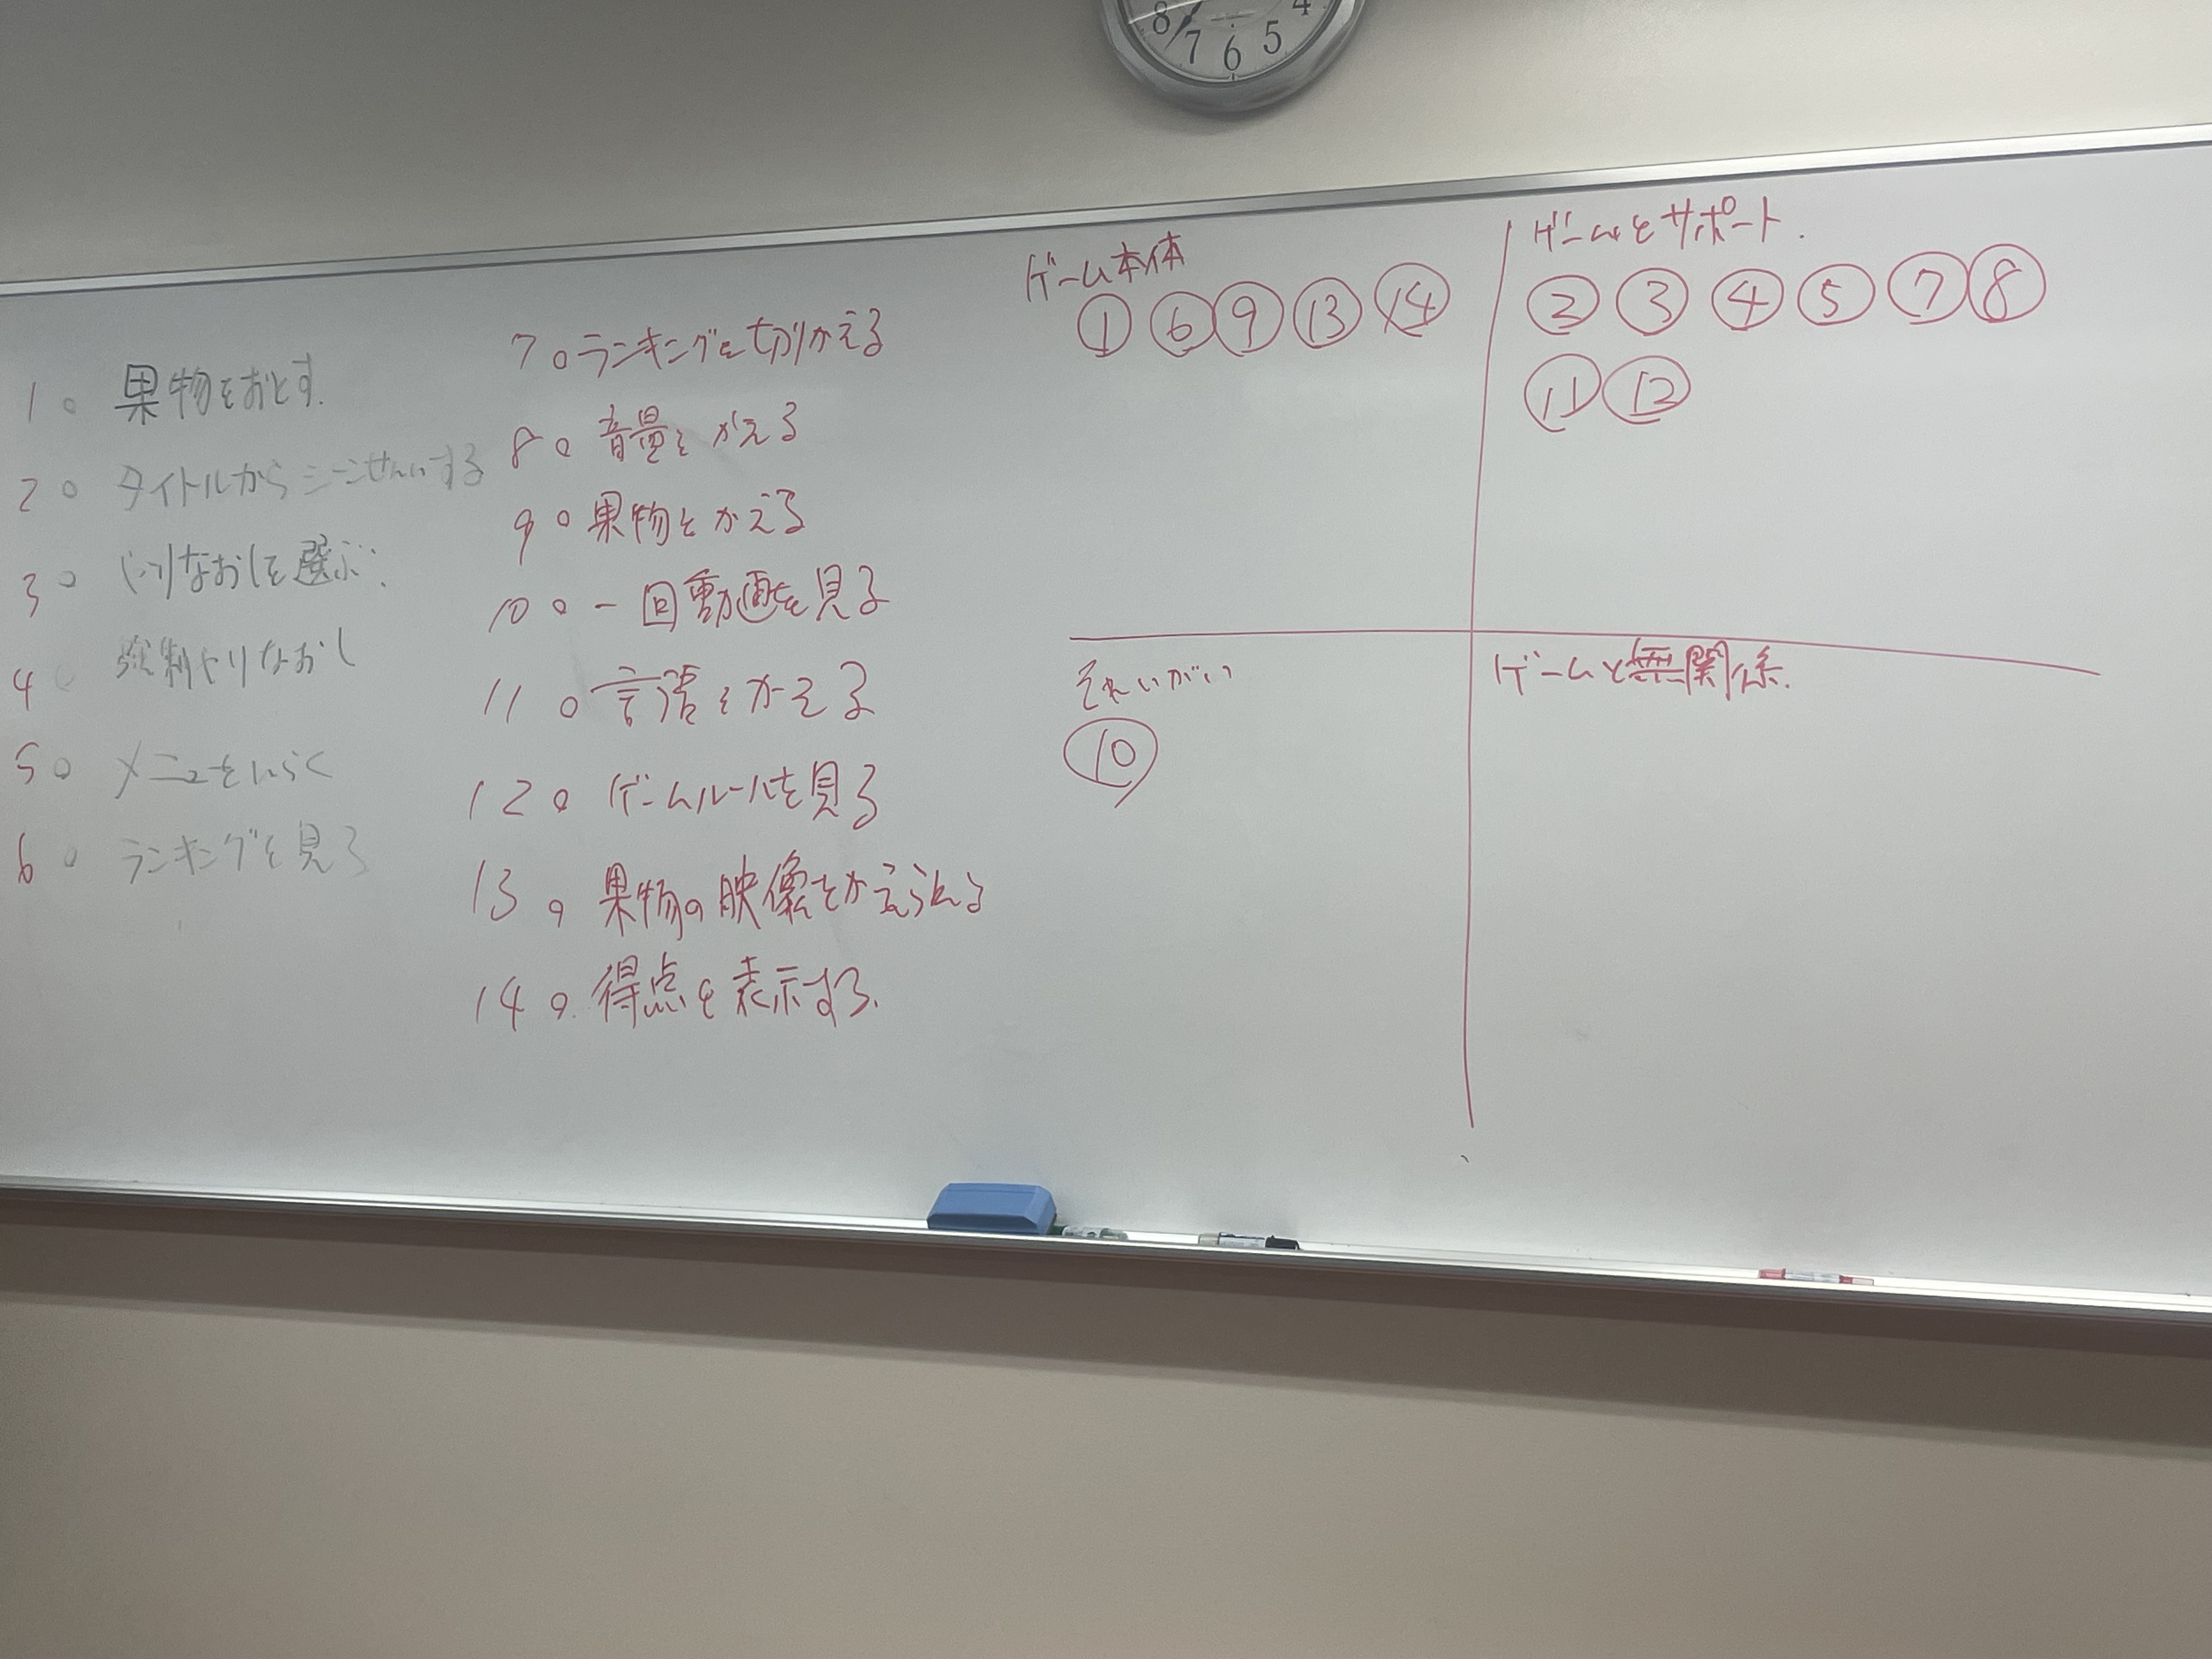 8 7 6 5 4
1。果物をおとす.
2。タイトルからシーンせんいする
3。やりなおしを選ぶ.
4。強制やりなおし
5。メニューをひらく
6。ランキングを見る
7。ランキングを切りかえる
8。音量をかえる
9。果物をかえる
10。一回動画を見る
11。言語をかえる
12。ゲームルールを見る
13。果物の映像をかえられる
14。得点を表示する.
ゲーム本体
① ⑥ ⑨ ⑬ ⑭
ゲームをサポート.
② ③ ④ ⑤ ⑦ ⑧
⑪ ⑫
それいがい
⑩
ゲームと無関係.